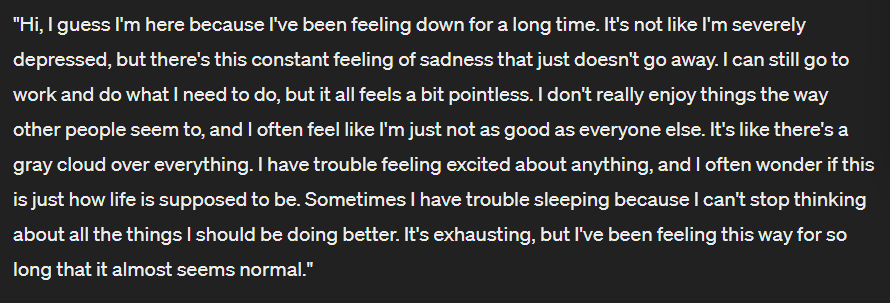 "Hi, I guess I'm here because I've been feeling down for a long time. It's not like I'm severely
depressed, but there's this constant feeling of sadness that just doesn't go away. I can still go to
work and do what I need to do, but it all feels a bit pointless. I don't really enjoy things the way
other people seem to, and I often feel like I'm just not as good as everyone else. It's like there's a
gray cloud over everything. I have trouble feeling excited about anything, and I often wonder if this
is just how life is supposed to be. Sometimes I have trouble sleeping because I can't stop thinking
about all the things I should be doing better. It's exhausting, but I've been feeling this way for so
long that it almost seems normal."